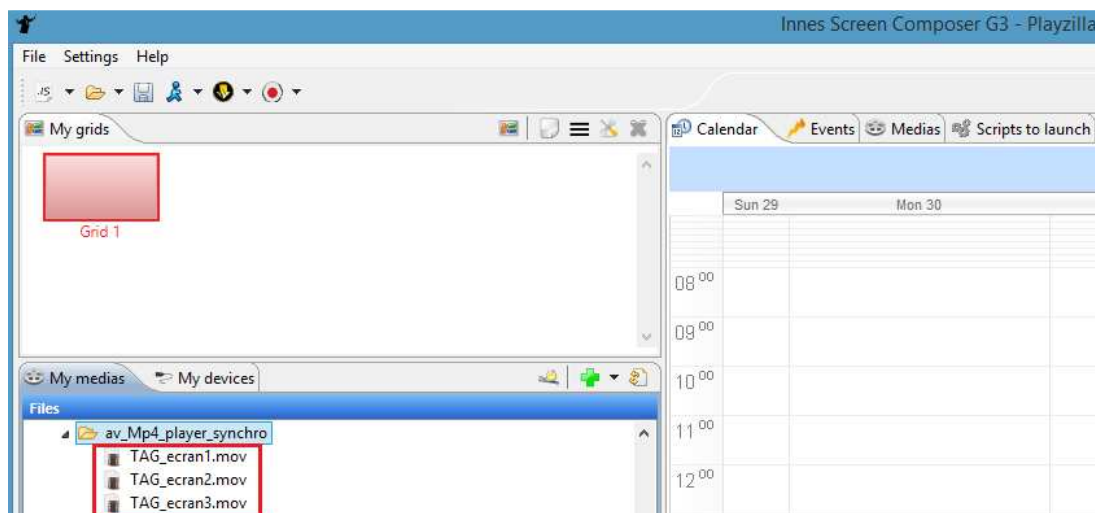 Innes Screen Composer G3 - Playzilla
File Settings Help
JS
My grids
Grid 1
My medias My devices
Files
av_Mp4_player_synchro
TAG_ecran1.mov
TAG_ecran2.mov
TAG_ecran3.mov
Calendar Events Medias Scripts to launch
Sun 29 Mon 30
08 00
09 00
10 00
11 00
12 00